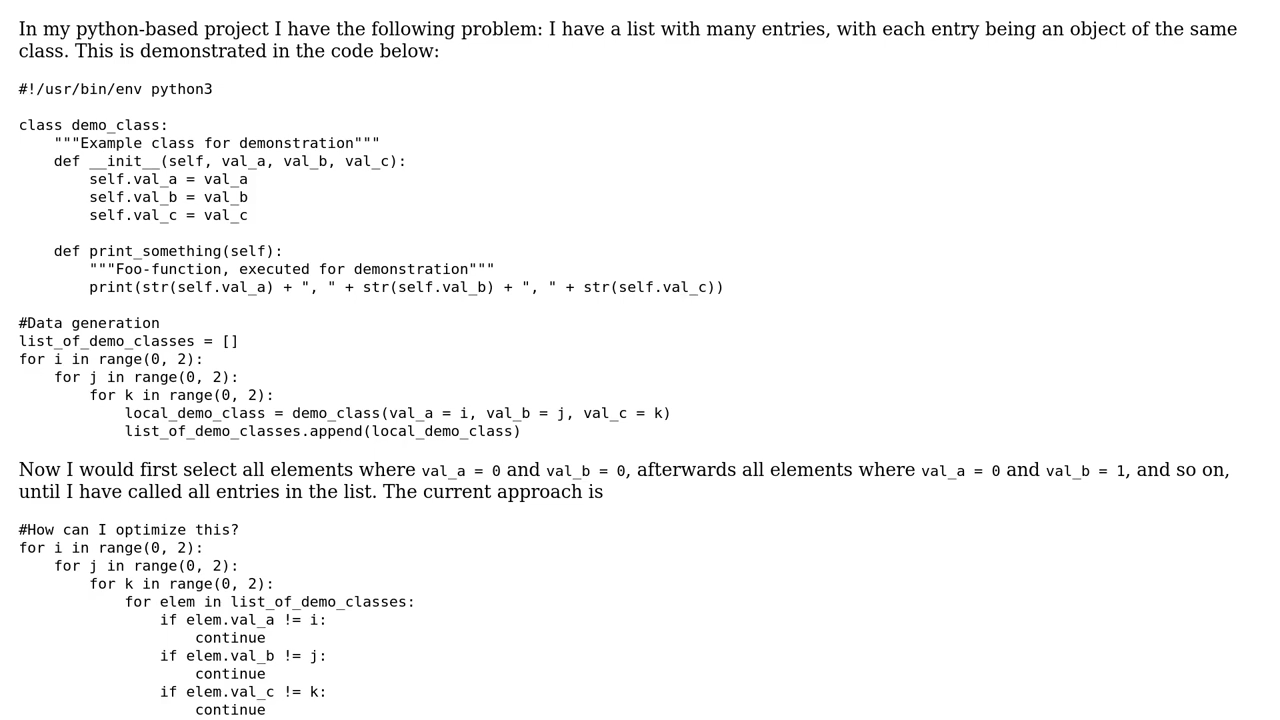 In my python-based project I have the following problem: I have a list with many entries, with each entry being an object of the same
class. This is demonstrated in the code below:
#!/usr/bin/env python3
class demo_class:
    """Example class for demonstration"""
    def __init__(self, val_a, val_b, val_c):
        self.val_a = val_a
        self.val_b = val_b
        self.val_c = val_c
    def print_something(self):
        """Foo-function, executed for demonstration"""
        print(str(self.val_a) + ", " + str(self.val_b) + ", " + str(self.val_c))
#Data generation
list_of_demo_classes = []
for i in range(0, 2):
    for j in range(0, 2):
        for k in range(0, 2):
            local_demo_class = demo_class(val_a = i, val_b = j, val_c = k)
            list_of_demo_classes.append(local_demo_class)
Now I would first select all elements where val_a = 0 and val_b = 0, afterwards all elements where val_a = 0 and val_b = 1, and so on,
until I have called all entries in the list. The current approach is
#How can I optimize this?
for i in range(0, 2):
    for j in range(0, 2):
        for k in range(0, 2):
            for elem in list_of_demo_classes:
                if elem.val_a != i:
                    continue
                if elem.val_b != j:
                    continue
                if elem.val_c != k:
                    continue